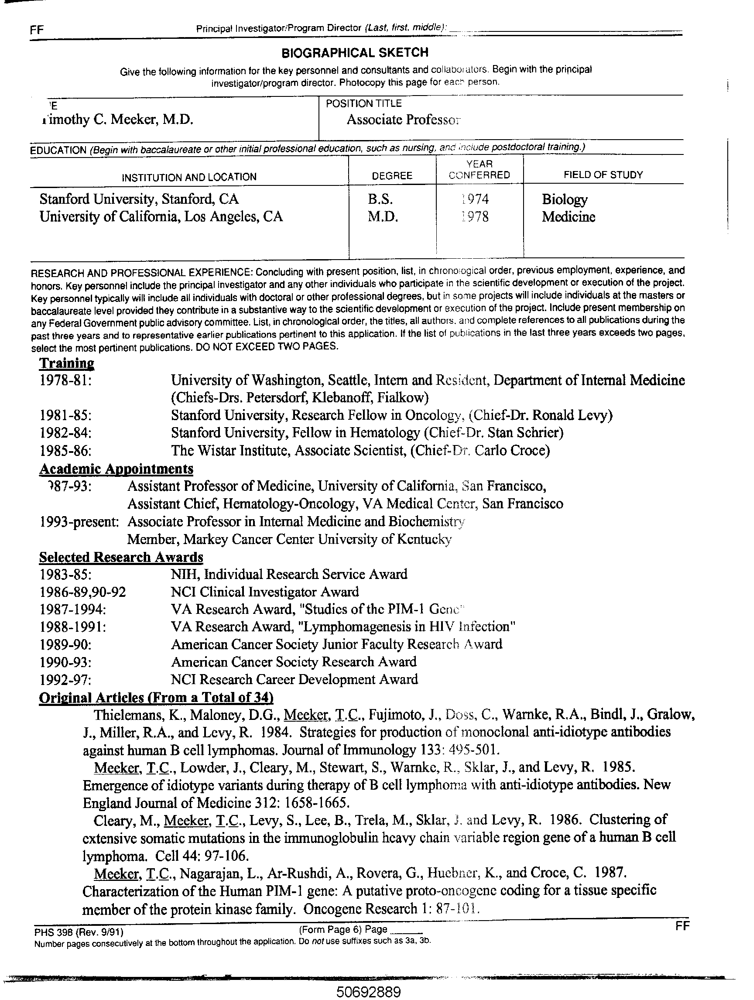 FF
Principal Investigator/Program Director (Last, first, middle):
BIOGRAPHICAL SKETCH
Give the following information for the key personnel and consultants and collaborators. Begin with the principal
investigator/program director. Photocopy this page for each person.
POSITION TITLE
Timothy C. Meeker, M.D. Associate Professor
EDUCATION (Begin with baccalaureate or other initial professional education, such as nursing, and include postdoctoral training.)
INSTITUTION AND LOCATION DEGREE YEAR CONFERRED FIELD OF STUDY
Stanford University, Stanford, CA B.S. 1974 Biology
University of California, Los Angeles, CA M.D. 1978 Medicine
RESEARCH AND PROFESSIONAL EXPERIENCE: Concluding with present position, list, in chronological order, previous employment, experience, and
honors. Key personnel include the principal investigator and any other individuals who participate in the scientific development or execution of the project.
Key personnel typically will include all individuals with doctoral or other professional degrees, but in some projects will include individuals at the masters or
baccalaureate level provided they contribute in a substantive way to the scientific development or execution of the project. Include present membership on
any Federal Government public advisory committee. List, in chronological order, the titles, all authors, and complete references to all publications during the
past three years and to representative earlier publications pertinent to this application. If the list of publications in the last three years exceeds two pages,
select the most pertinent publications. DO NOT EXCEED TWO PAGES.
Training
1978-81: University of Washington, Seattle, Intern and Resident, Department of Internal Medicine
(Chiefs-Drs. Petersdorf, Klebanoff, Fialkow)
1981-85: Stanford University, Research Fellow in Oncology, (Chief-Dr. Ronald Levy)
1982-84: Stanford University, Fellow in Hematology (Chief-Dr. Stan Schrier)
1985-86: The Wistar Institute, Associate Scientist, (Chief-Dr. Carlo Croce)
Academic Appointments
987-93: Assistant Professor of Medicine, University of California, San Francisco,
Assistant Chief, Hematology-Oncology, VA Medical Center, San Francisco
1993-present: Associate Professor in Internal Medicine and Biochemistry
Member, Markey Cancer Center University of Kentucky
Selected Research Awards
1983-85: NIH, Individual Research Service Award
1986-89,90-92 NCI Clinical Investigator Award
1987-1994: VA Research Award, "Studies of the PIM-1 Gene"
1988-1991: VA Research Award, "Lymphomagenesis in HIV Infection"
1989-90: American Cancer Society Junior Faculty Research Award
1990-93: American Cancer Society Research Award
1992-97: NCI Research Career Development Award
Original Articles (From a Total of 34)
Thielemans, K., Maloney, D.G., Meeker, T.C., Fujimoto, J., Doss, C., Warnke, R.A., Bindl, J., Gralow,
J., Miller, R.A., and Levy, R. 1984. Strategies for production of monoclonal anti-idiotype antibodies
against human B cell lymphomas. Journal of Immunology 133: 495-501.
Meeker, T.C., Lowder, J., Cleary, M., Stewart, S., Warnke, R., Sklar, J., and Levy, R. 1985.
Emergence of idiotype variants during therapy of B cell lymphoma with anti-idiotype antibodies. New
England Journal of Medicine 312: 1658-1665.
Cleary, M., Meeker, T.C., Levy, S., Lee, B., Trela, M., Sklar, J. and Levy, R. 1986. Clustering of
extensive somatic mutations in the immunoglobulin heavy chain variable region gene of a human B cell
lymphoma. Cell 44: 97-106.
Meeker, T.C., Nagarajan, L., Ar-Rushdi, A., Rovera, G., Huebner, K., and Croce, C. 1987.
Characterization of the Human PIM-1 gene: A putative proto-oncogene coding for a tissue specific
member of the protein kinase family. Oncogene Research 1: 87-101.
PHS 398 (Rev. 9/91) (Form Page 6) Page FF
Number pages consecutively at the bottom throughout the application. Do not use suffixes such as 3a, 3b.
50692889